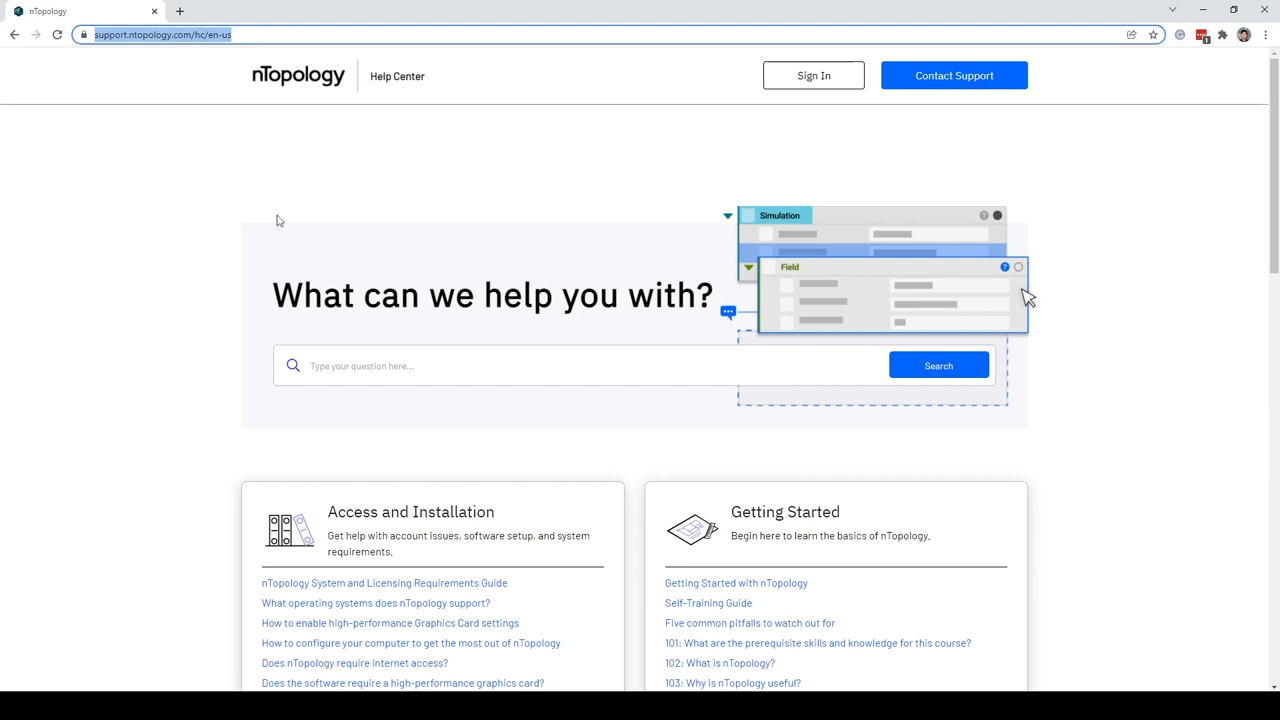 nTopology
support.ntopology.com/hc/en-us
1
nTopology
Help Center
Sign In
Contact Support
Simulation
?
Field
?
What can we help you with?
Type your question here...
Search
Access and Installation
Get help with account issues, software setup, and system
requirements.
nTopology System and Licensing Requirements Guide
What operating systems does nTopology support?
How to enable high-performance Graphics Card settings
How to configure your computer to get the most out of nTopology
Does nTopology require internet access?
Does the software require a high-performance graphics card?
Getting Started
Begin here to learn the basics of nTopology.
Getting Started with nTopology
Self-Training Guide
Five common pitfalls to watch out for
101: What are the prerequisite skills and knowledge for this course?
102: What is nTopology?
103: Why is nTopology useful?